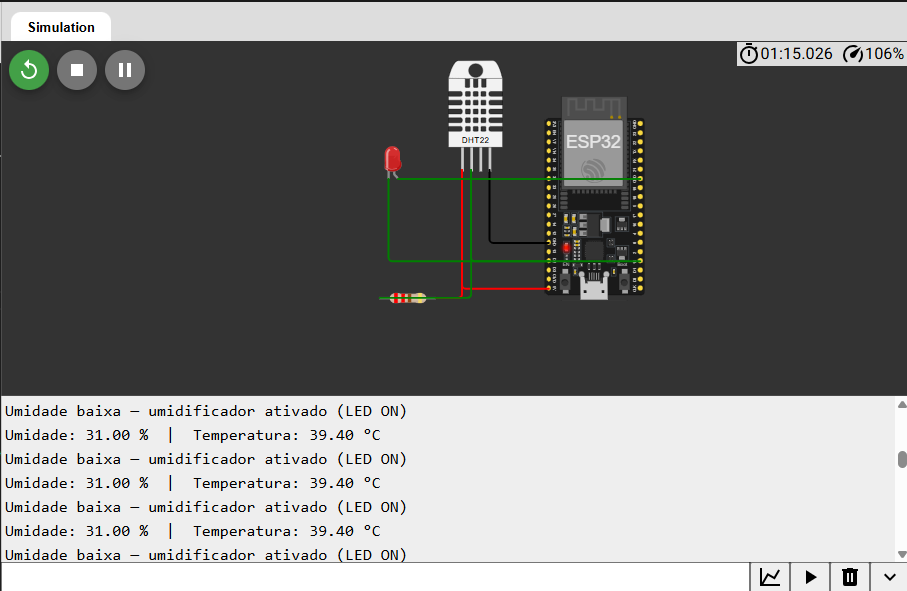 Simulation
01:15.026 106%
DHT22
ESP32
Umidade baixa — umidificador ativado (LED ON)
Umidade: 31.00 % | Temperatura: 39.40 °C
Umidade baixa — umidificador ativado (LED ON)
Umidade: 31.00 % | Temperatura: 39.40 °C
Umidade baixa — umidificador ativado (LED ON)
Umidade: 31.00 % | Temperatura: 39.40 °C
Umidade baixa — umidificador ativado (LED ON)